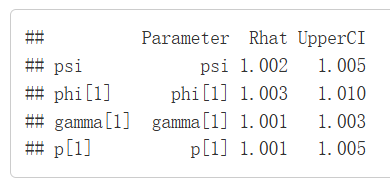 ##           Parameter  Rhat UpperCI
## psi             psi 1.002   1.005
## phi[1]       phi[1] 1.003   1.010
## gamma[1]   gamma[1] 1.001   1.003
## p[1]           p[1] 1.001   1.005